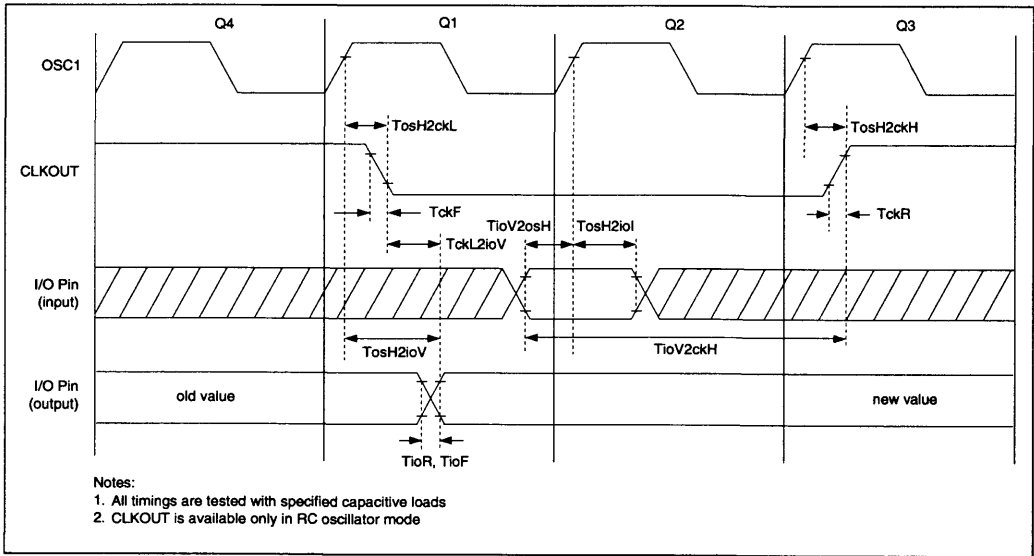 Q4 Q1 Q2 Q3
OSC1
TosH2ckL TosH2ckH
CLKOUT
TckF TioV2osH TosH2ioI TckR
TckL2ioV
I/O Pin
(input)
TosH2ioV TioV2ckH
I/O Pin
(output)
old value new value
TioR, TioF
Notes:
1. All timings are tested with specified capacitive loads
2. CLKOUT is available only in RC oscillator mode